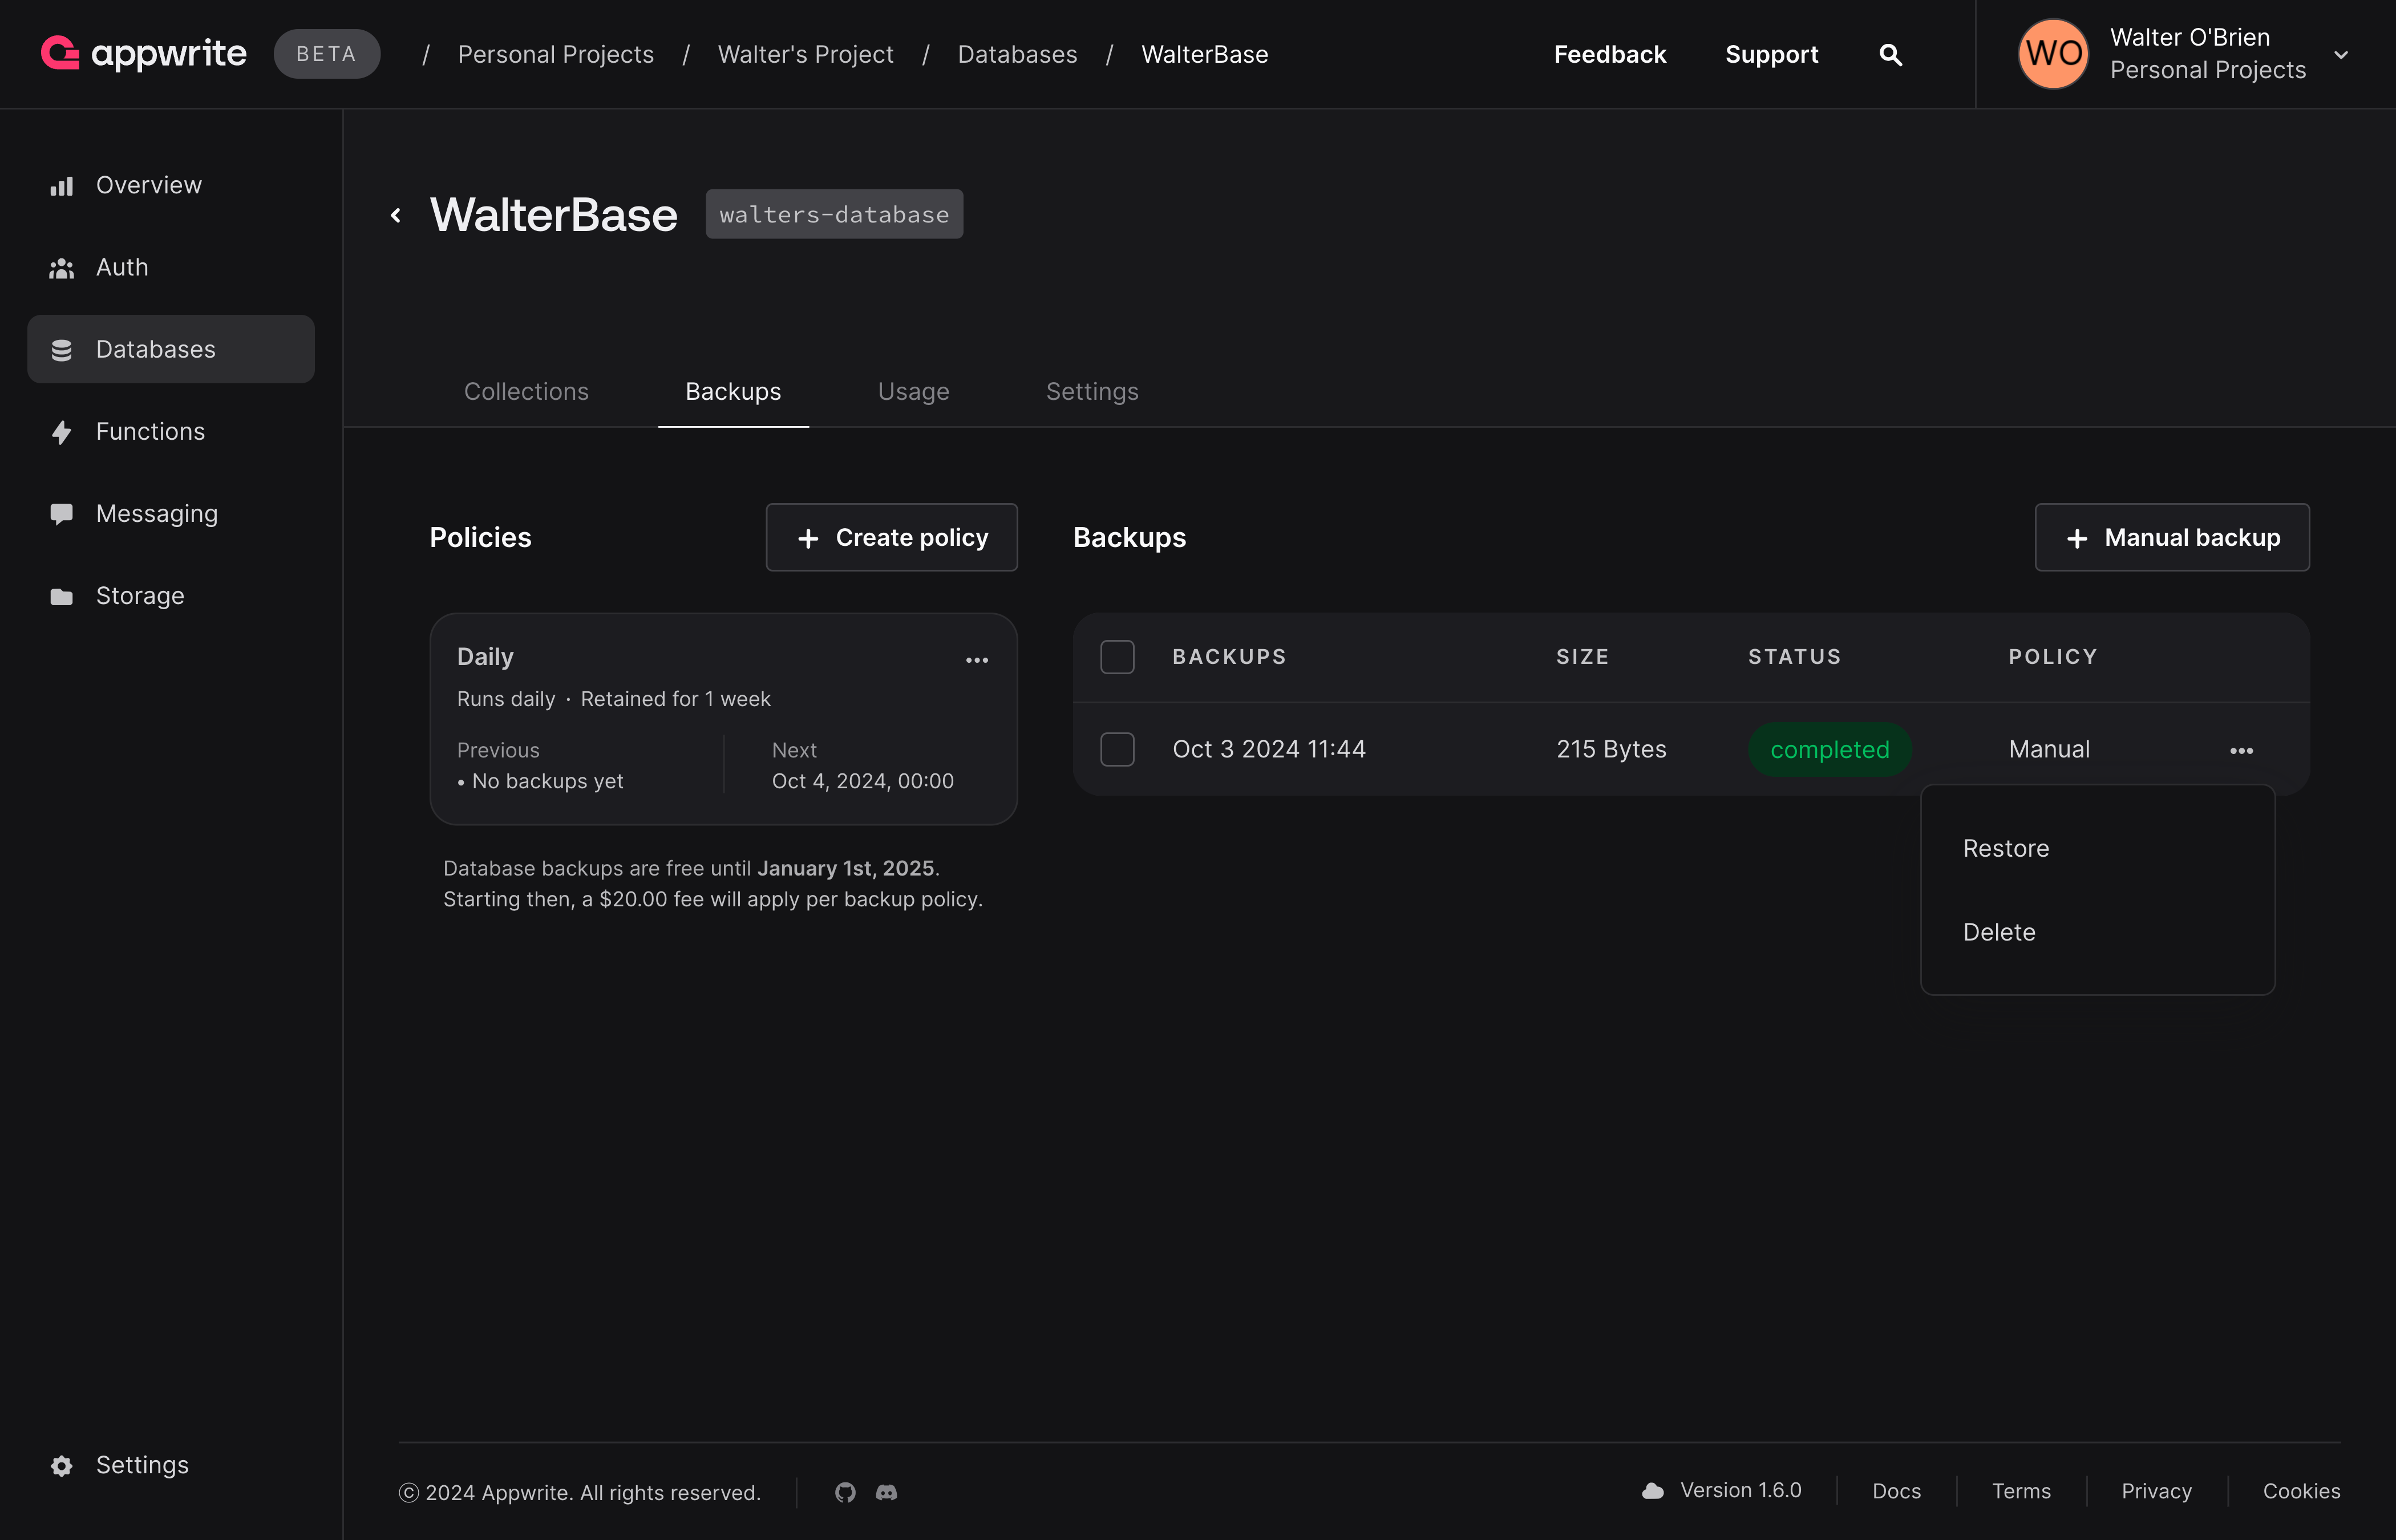 appwrite BETA / Personal Projects / Walter's Project / Databases / WalterBase Feedback Support
WO Walter O'Brien
Personal Projects
Overview
Auth
Databases
Functions
Messaging
Storage
Settings
WalterBase walters-database
Collections Backups Usage Settings
Policies + Create policy
Daily
Runs daily · Retained for 1 week
Previous Next
• No backups yet Oct 4, 2024, 00:00
Database backups are free until January 1st, 2025.
Starting then, a $20.00 fee will apply per backup policy.
Backups + Manual backup
BACKUPS SIZE STATUS POLICY
Oct 3 2024 11:44 215 Bytes completed Manual
Restore
Delete
© 2024 Appwrite. All rights reserved. Version 1.6.0 Docs Terms Privacy Cookies